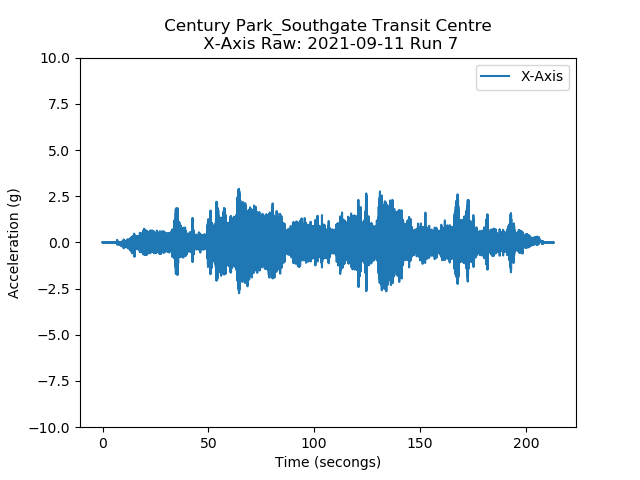 Century Park_Southgate Transit Centre
X-Axis Raw: 2021-09-11 Run 7
10.0
7.5
5.0
2.5
0.0
−2.5
−5.0
−7.5
−10.0
Acceleration (g)
X-Axis
0 50 100 150 200
Time (secongs)